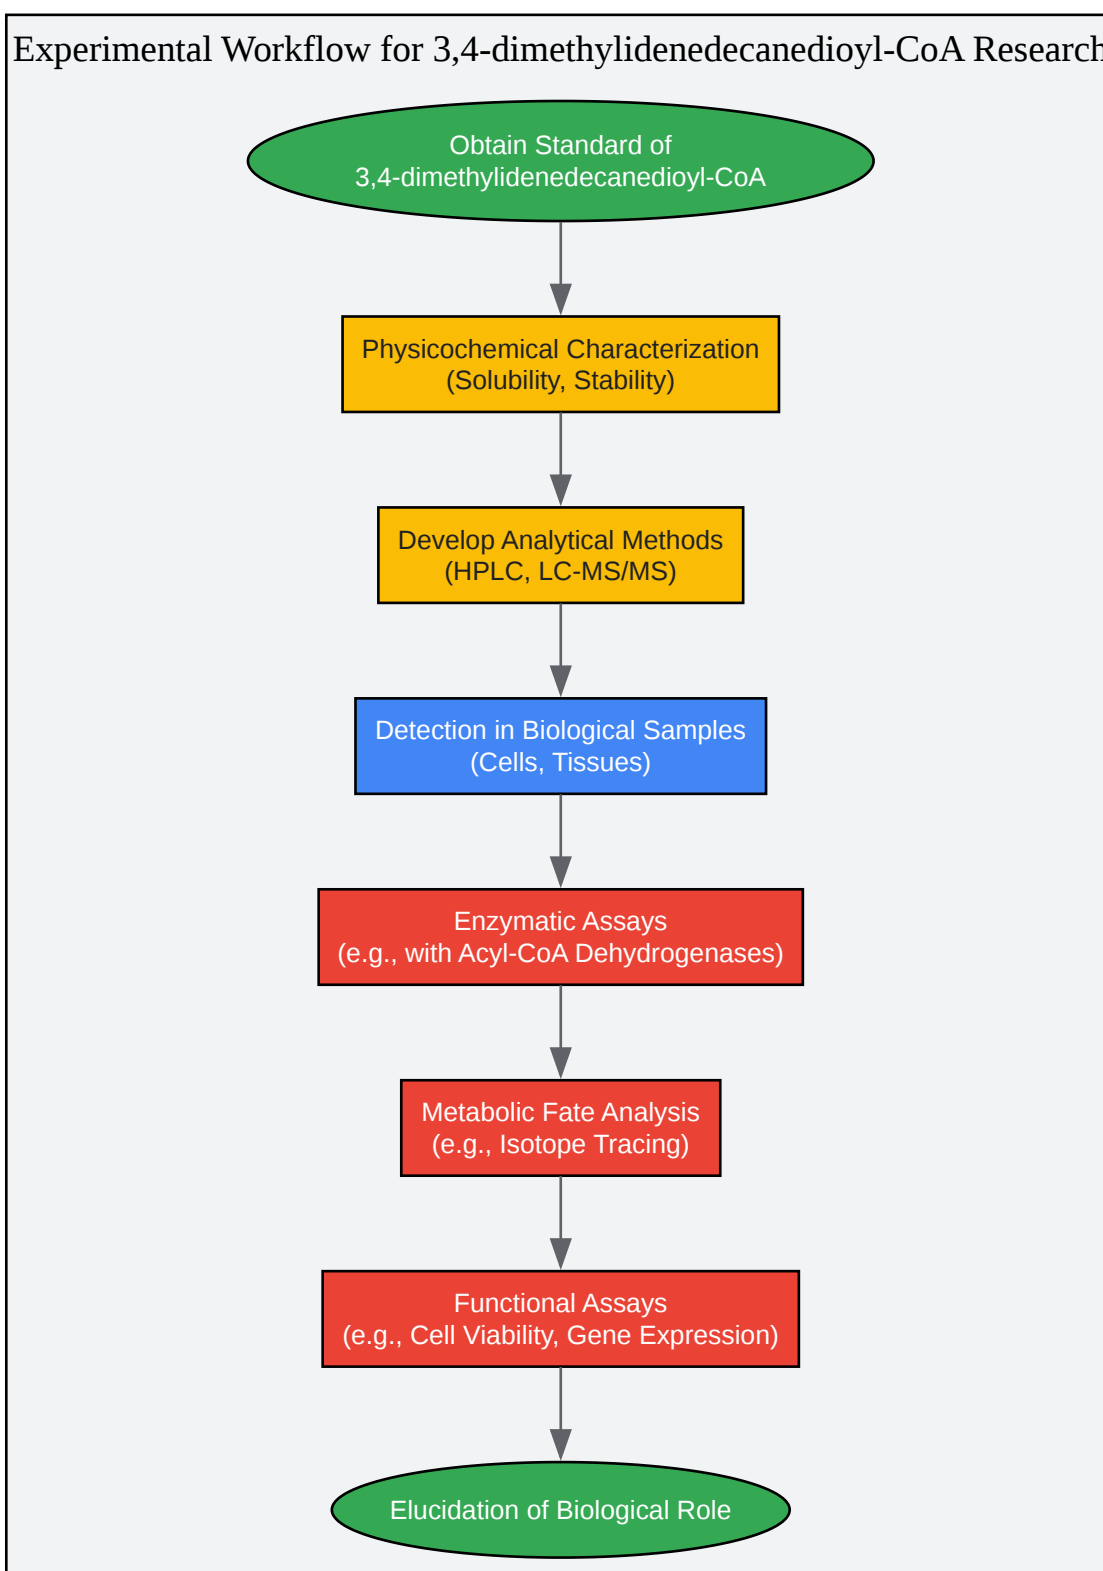 Experimental Workflow for 3,4-dimethylidenedecanedioyl-CoA Research
Obtain Standard of
3,4-dimethylidenedecanedioyl-CoA
Physicochemical Characterization
(Solubility, Stability)
Develop Analytical Methods
(HPLC, LC-MS/MS)
Detection in Biological Samples
(Cells, Tissues)
Enzymatic Assays
(e.g., with Acyl-CoA Dehydrogenases)
Metabolic Fate Analysis
(e.g., Isotope Tracing)
Functional Assays
(e.g., Cell Viability, Gene Expression)
Elucidation of Biological Role